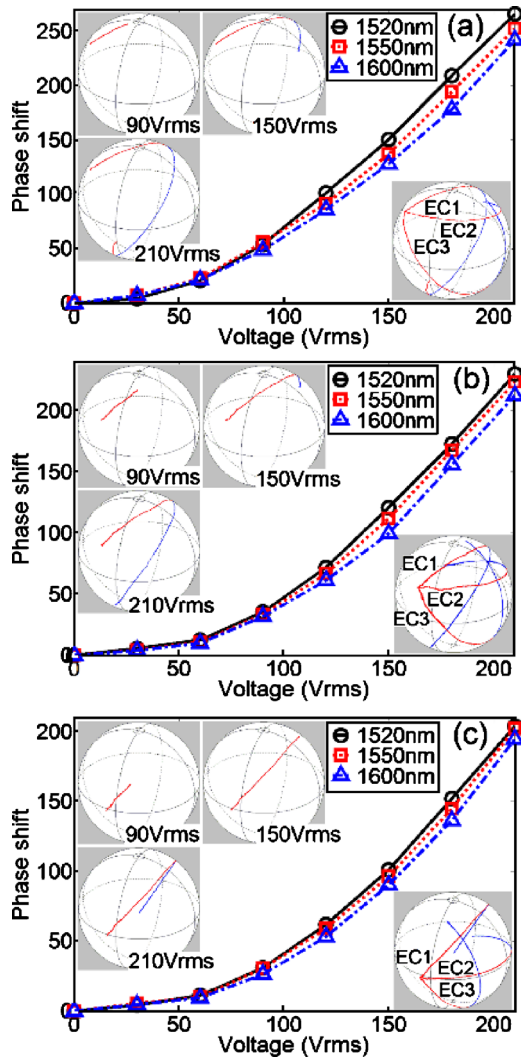 250
200
150
100
50
0
Phase shift
(a)
1520nm
1550nm
1600nm
90Vrms
150Vrms
210Vrms
EC1
EC2
EC3
0
50
100
150
200
Voltage (Vrms)
200
150
100
50
0
Phase shift
(b)
1520nm
1550nm
1600nm
90Vrms
150Vrms
210Vrms
EC1
EC2
EC3
0
50
100
150
200
Voltage (Vrms)
200
150
100
50
0
Phase shift
(c)
1520nm
1550nm
1600nm
90Vrms
150Vrms
210Vrms
EC1
EC2
EC3
0
50
100
150
200
Voltage (Vrms)